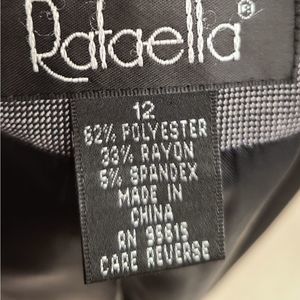 Rafaella®
12
62% POLYESTER
33% RAYON
5% SPANDEX
MADE IN
CHINA
RN 95615
CARE REVERSE